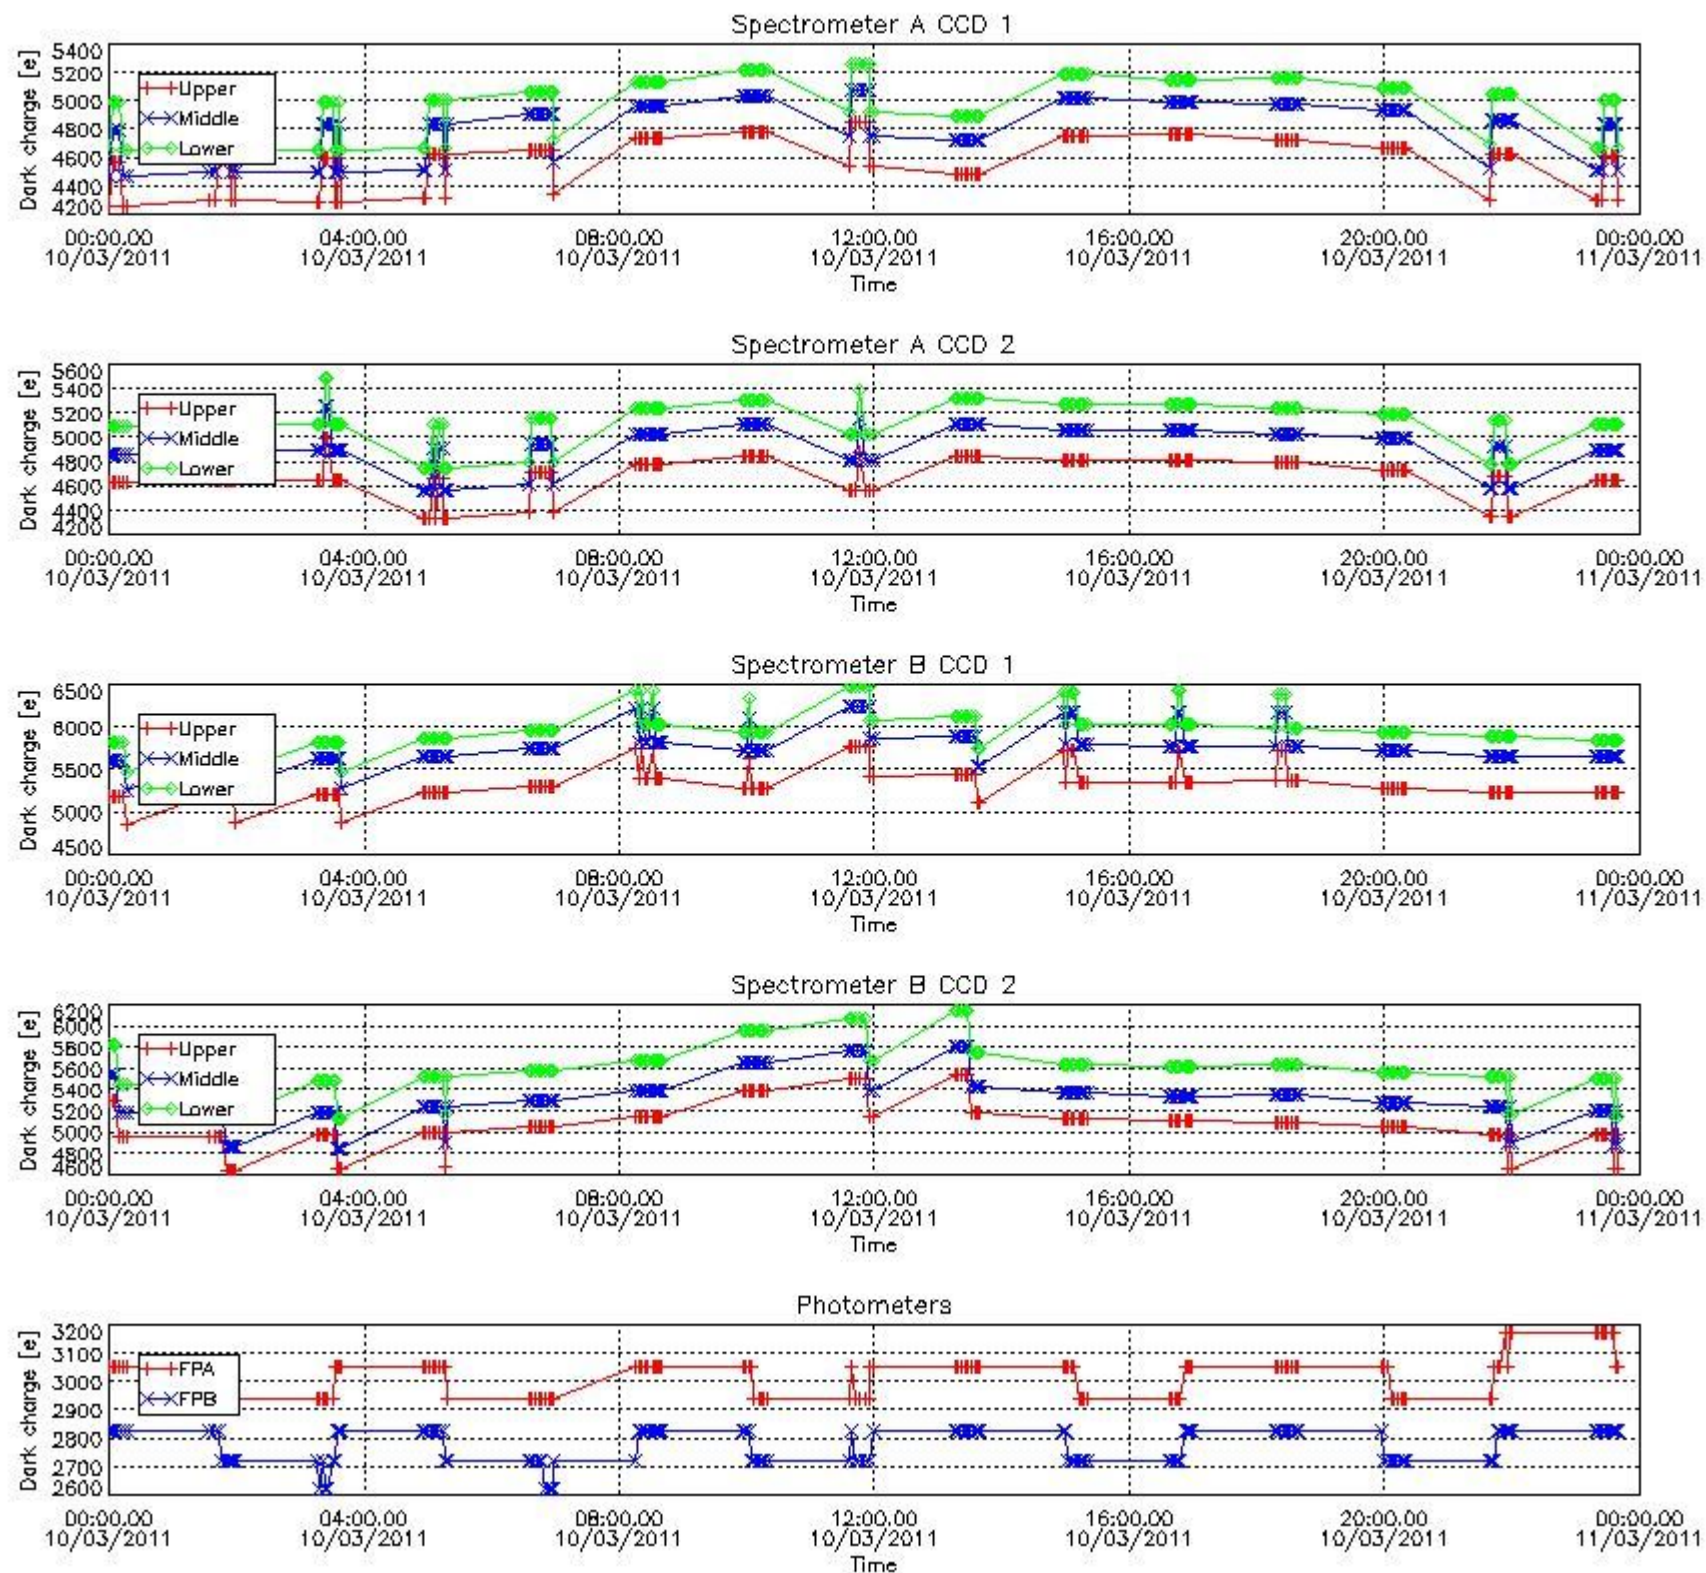 Spectrometer A CCD 1
Dark charge [e]
5400
5200
5000
4800
4600
4400
4200
Upper
Middle
Lower
00:00.00 04:00.00 08:00.00 12:00.00 16:00.00 20:00.00 00:00.00
10/03/2011 10/03/2011 10/03/2011 10/03/2011 10/03/2011 10/03/2011 11/03/2011
Time
Spectrometer A CCD 2
Dark charge [e]
5600
5400
5200
5000
4800
4600
4400
4200
Upper
Middle
Lower
00:00.00 04:00.00 08:00.00 12:00.00 16:00.00 20:00.00 00:00.00
10/03/2011 10/03/2011 10/03/2011 10/03/2011 10/03/2011 10/03/2011 11/03/2011
Time
Spectrometer B CCD 1
Dark charge [e]
6500
6000
5500
5000
4500
Upper
Middle
Lower
00:00.00 04:00.00 08:00.00 12:00.00 16:00.00 20:00.00 00:00.00
10/03/2011 10/03/2011 10/03/2011 10/03/2011 10/03/2011 10/03/2011 11/03/2011
Time
Spectrometer B CCD 2
Dark charge [e]
6200
6000
5800
5600
5400
5200
5000
4800
4600
Upper
Middle
Lower
00:00.00 04:00.00 08:00.00 12:00.00 16:00.00 20:00.00 00:00.00
10/03/2011 10/03/2011 10/03/2011 10/03/2011 10/03/2011 10/03/2011 11/03/2011
Time
Photometers
Dark charge [e]
3200
3100
3000
2900
2800
2700
2600
FPA
FPB
00:00.00 04:00.00 08:00.00 12:00.00 16:00.00 20:00.00 00:00.00
10/03/2011 10/03/2011 10/03/2011 10/03/2011 10/03/2011 10/03/2011 11/03/2011
Time